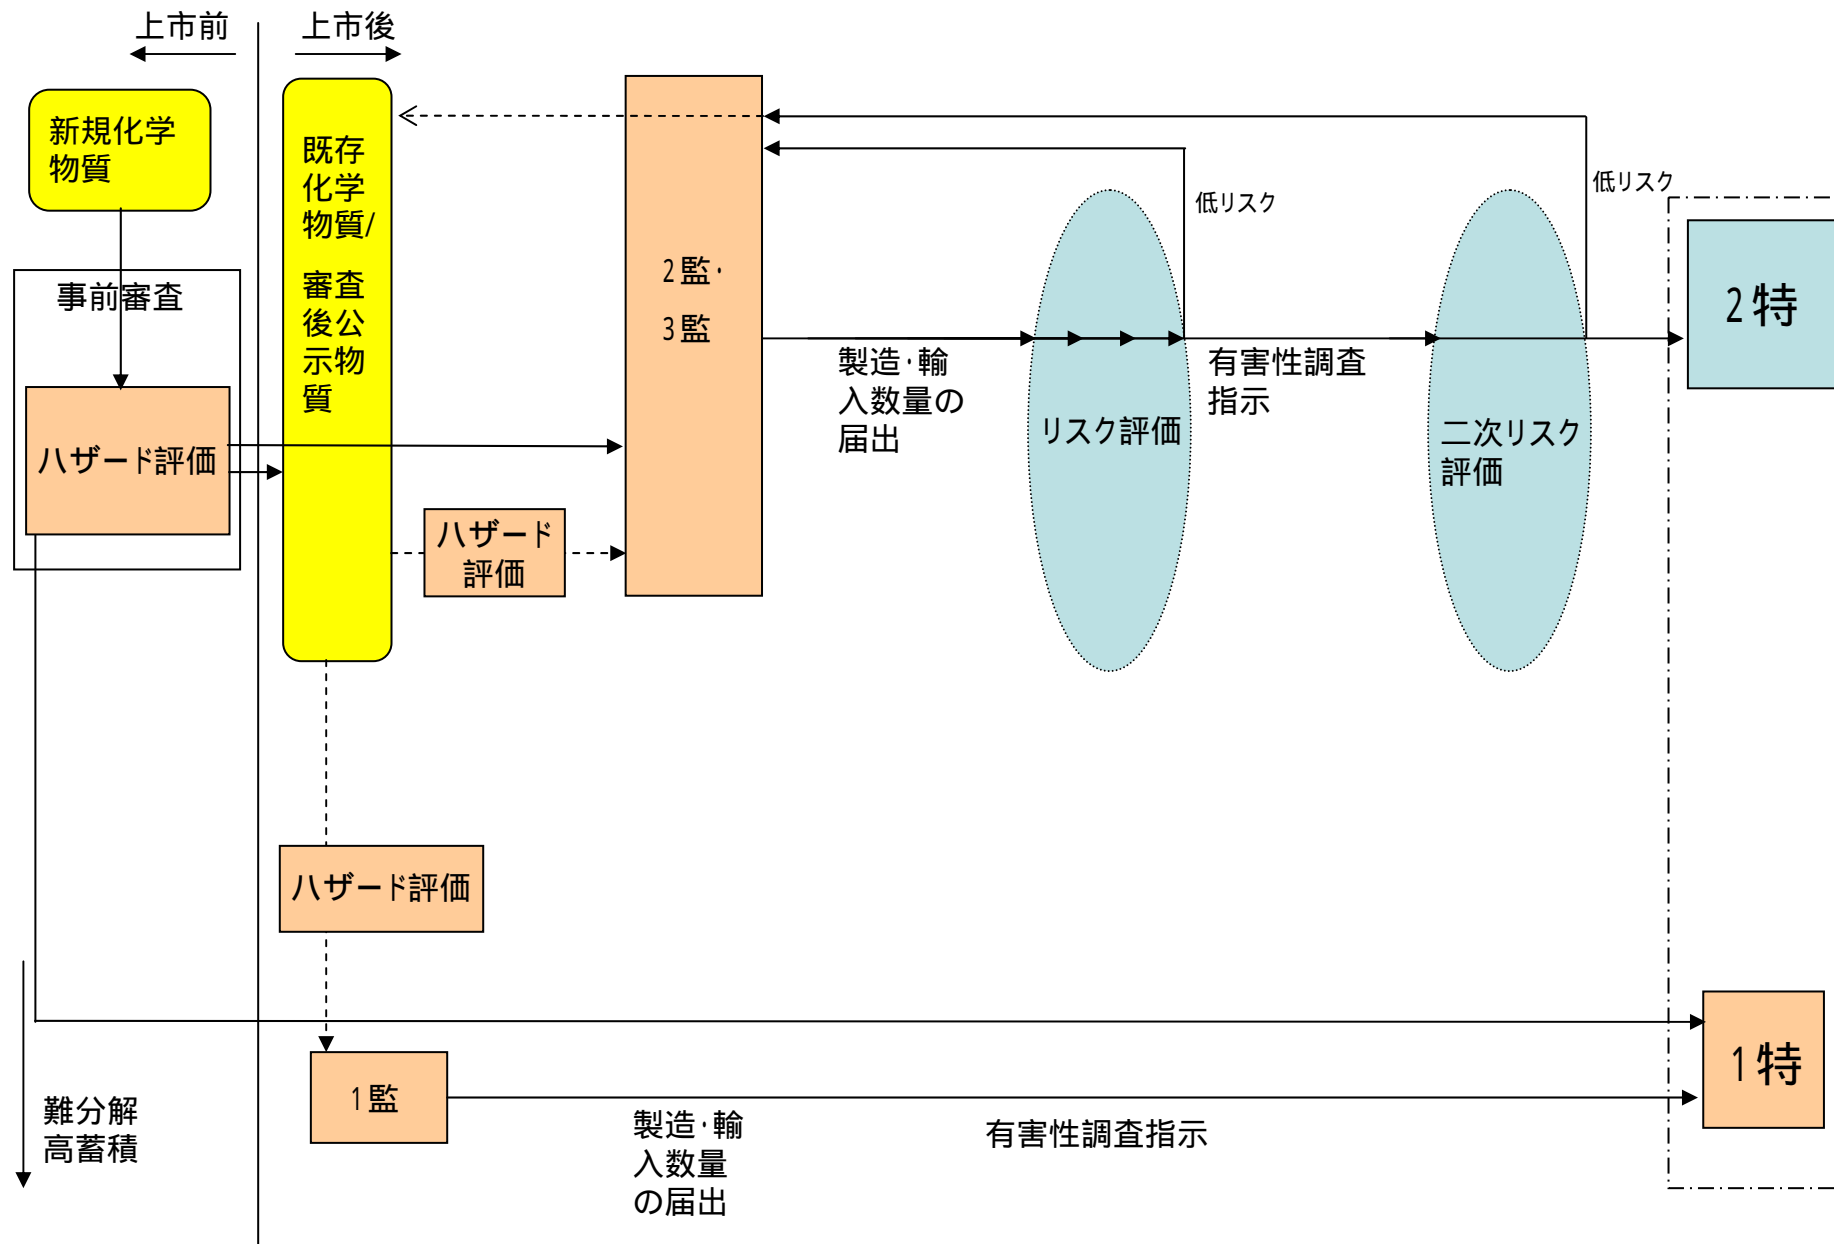 上市前
上市後
新規化学
物質
事前審査
ハザード評価
既存
化学
物質/
審査
後公
示物
質
ハザード
評価
2監・
3監
製造・輸
入数量の
届出
リスク評価
低リスク
有害性調査
指示
二次リスク
評価
低リスク
2特
ハザード評価
1監
製造・輸
入数量
の届出
有害性調査指示
1特
難分解
高蓄積